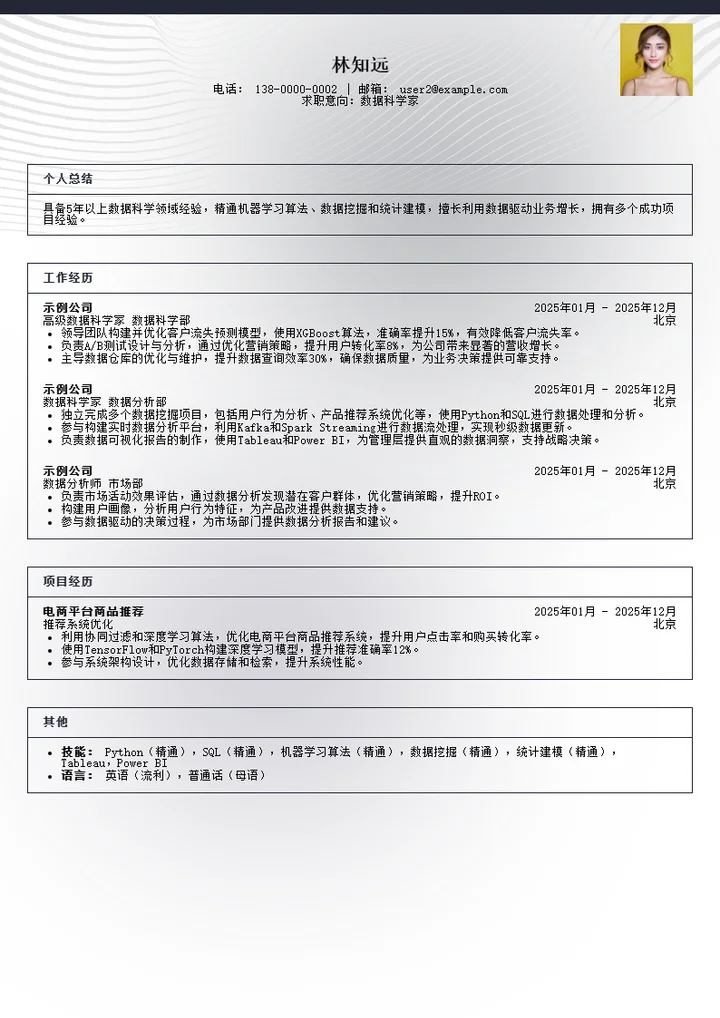 林知远
电话： 138-0000-0002 | 邮箱： user2@example.com
求职意向：数据科学家
个人总结
具备5年以上数据科学领域经验，精通机器学习算法、数据挖掘和统计建模，擅长利用数据驱动业务增长，拥有多个成功项
目经验。
工作经历
示例公司 2025年01月 - 2025年12月
高级数据科学家 数据科学部 北京
• 领导团队构建并优化客户流失预测模型，使用XGBoost算法，准确率提升15%，有效降低客户流失率。
• 负责A/B测试设计与分析，通过优化营销策略，提升用户转化率8%，为公司带来显著的营收增长。
• 主导数据仓库的优化与维护，提升数据查询效率30%，确保数据质量，为业务决策提供可靠支持。
示例公司 2025年01月 - 2025年12月
数据科学家 数据分析部 北京
• 独立完成多个数据挖掘项目，包括用户行为分析、产品推荐系统优化等，使用Python和SQL进行数据处理和分析。
• 参与构建实时数据分析平台，利用Kafka和Spark Streaming进行数据流处理，实现秒级数据更新。
• 负责数据可视化报告的制作，使用Tableau和Power BI，为管理层提供直观的数据洞察，支持战略决策。
示例公司 2025年01月 - 2025年12月
数据分析师 市场部 北京
• 负责市场活动效果评估，通过数据分析发现潜在客户群体，优化营销策略，提升ROI。
• 构建用户画像，分析用户行为特征，为产品改进提供数据支持。
• 参与数据驱动的决策过程，为市场部门提供数据分析报告和建议。
项目经历
电商平台商品推荐 2025年01月 - 2025年12月
推荐系统优化 北京
• 利用协同过滤和深度学习算法，优化电商平台商品推荐系统，提升用户点击率和购买转化率。
• 使用TensorFlow和PyTorch构建深度学习模型，提升推荐准确率12%。
• 参与系统架构设计，优化数据存储和检索，提升系统性能。
其他
• 技能： Python（精通），SQL（精通），机器学习算法（精通），数据挖掘（精通），统计建模（精通），
Tableau，Power BI
• 语言： 英语（流利），普通话（母语）